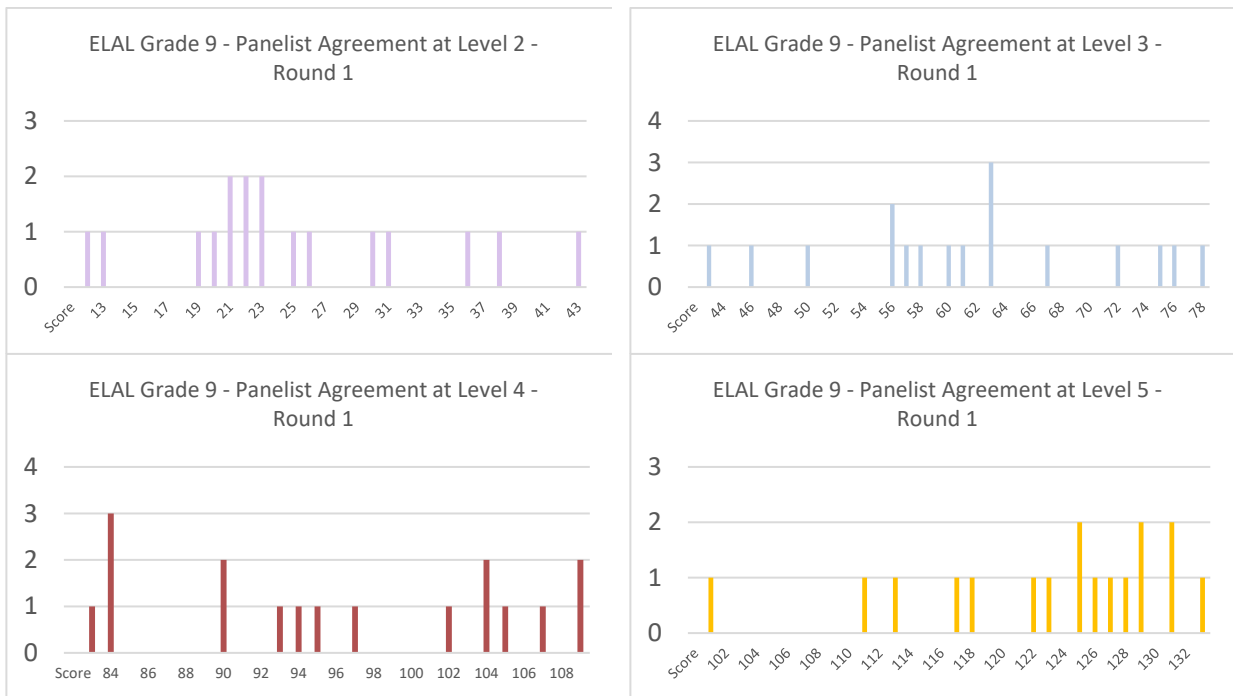 ELAL Grade 9 - Panelist Agreement at Level 2 -
Round 1
3
2
1
0
Score 13 15 17 19 21 23 25 27 29 31 33 35 37 39 41 43
ELAL Grade 9 - Panelist Agreement at Level 3 -
Round 1
4
3
2
1
0
Score 44 46 48 50 52 54 56 58 60 62 64 66 68 70 72 74 76 78
ELAL Grade 9 - Panelist Agreement at Level 4 -
Round 1
4
3
2
1
0
Score 84 86 88 90 92 94 96 98 100 102 104 106 108
ELAL Grade 9 - Panelist Agreement at Level 5 -
Round 1
3
2
1
0
Score 102 104 106 108 110 112 114 116 118 120 122 124 126 128 130 132